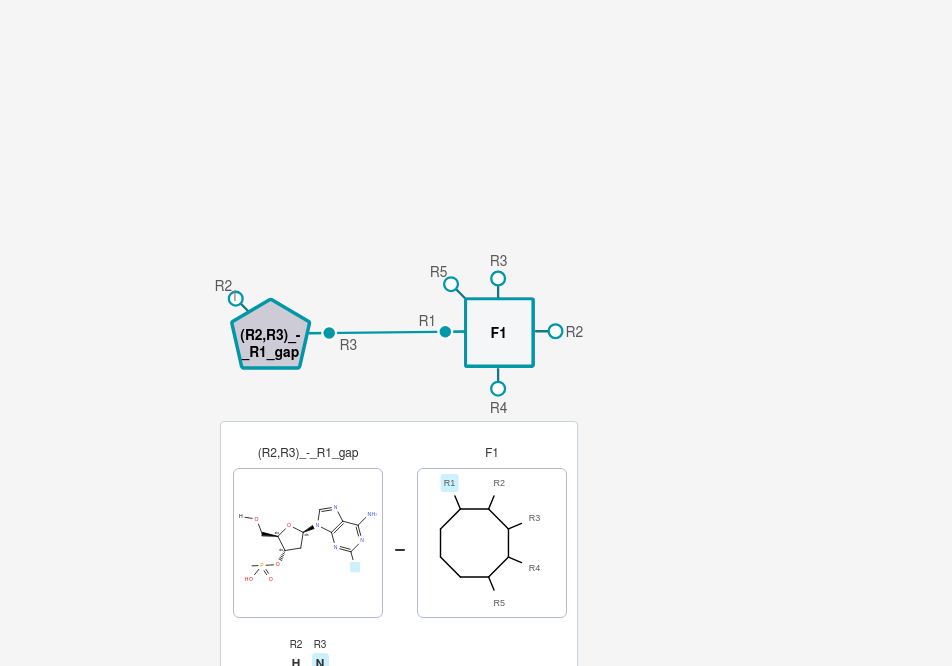 R3
R5
R2
R1
(R2,R3)_-
_R1_gap
F1
R2
R3
R4
(R2,R3)_-_R1_gap
F1
R1
R2
R3
R4
R5
H
O
O
N
N
N
N
NH₂
P
O
HO
O
R2 R3
H N